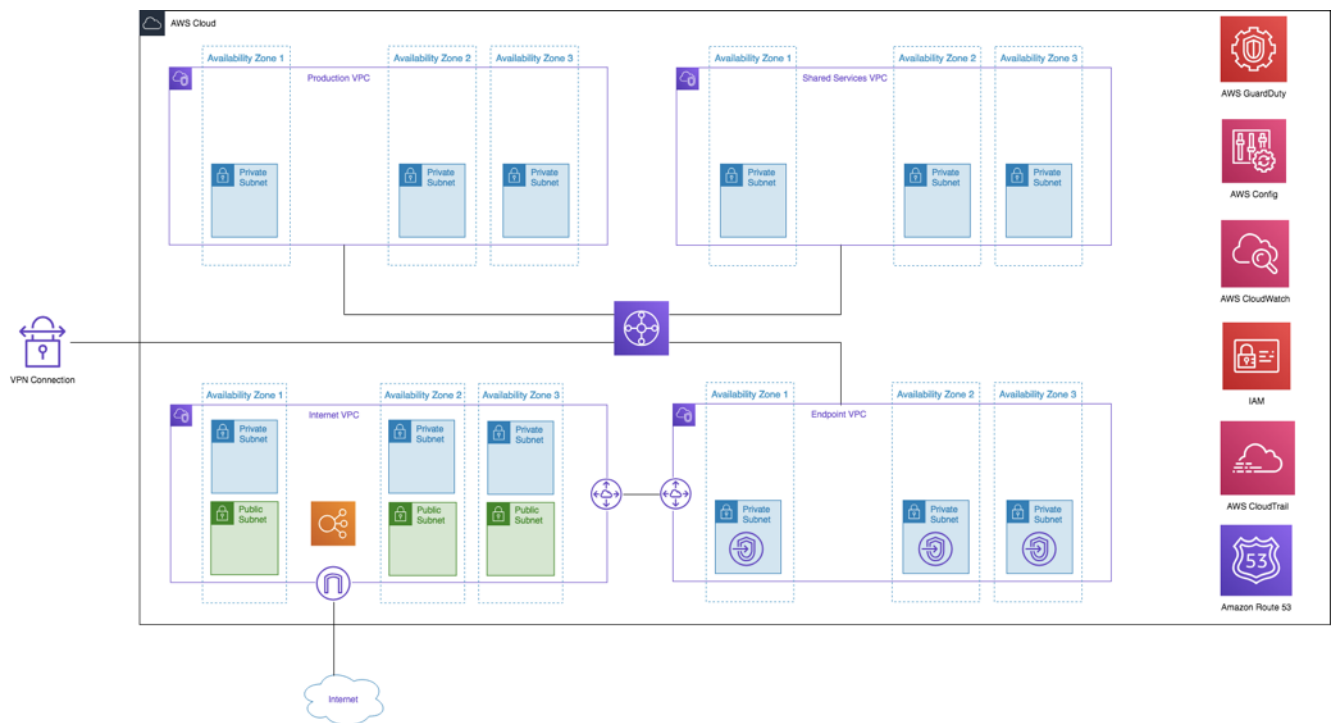 AWS Cloud
Availability Zone 1
Availability Zone 2
Availability Zone 3
Production VPC
Private
Subnet
Private
Subnet
Private
Subnet
Availability Zone 1
Availability Zone 2
Availability Zone 3
Shared Services VPC
Private
Subnet
Private
Subnet
Private
Subnet
AWS GuardDuty
AWS Config
AWS CloudWatch
IAM
AWS CloudTrail
53
Amazon Route 53
VPN Connection
Availability Zone 1
Availability Zone 2
Availability Zone 3
Internet VPC
Private
Subnet
Private
Subnet
Private
Subnet
Public
Subnet
Public
Subnet
Public
Subnet
Availability Zone 1
Availability Zone 2
Availability Zone 3
Endpoint VPC
Private
Subnet
Private
Subnet
Private
Subnet
Internet